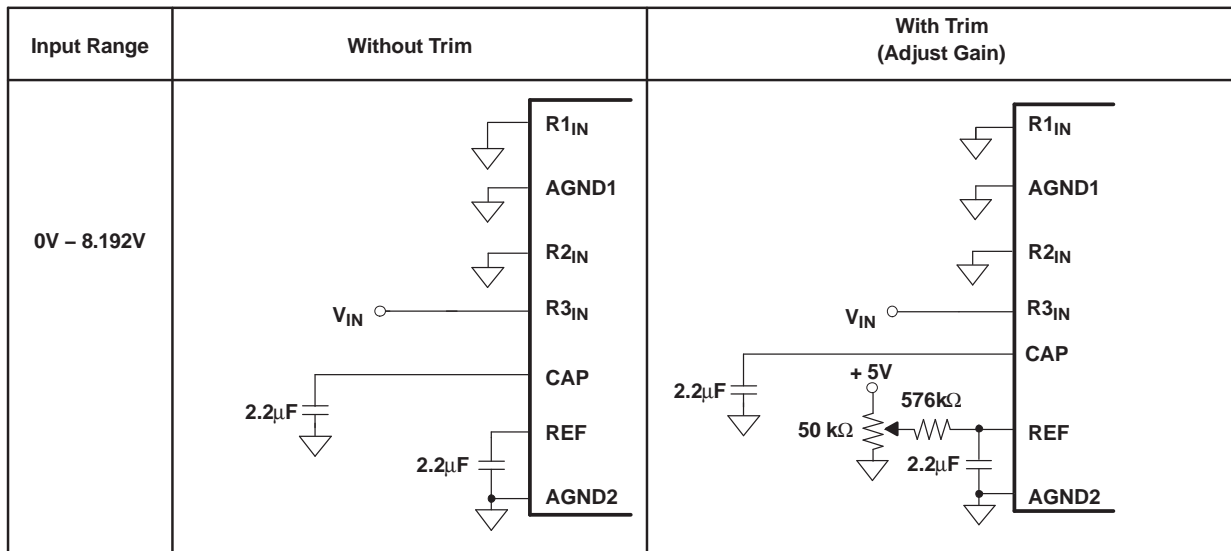 Input Range
Without Trim
With Trim
(Adjust Gain)
0V – 8.192V
R1IN
AGND1
R2IN
VIN
R3IN
CAP
2.2μF
REF
2.2μF
AGND2
R1IN
AGND1
R2IN
VIN
R3IN
CAP
2.2μF
+ 5V
576kΩ
50 kΩ
REF
2.2μF
AGND2